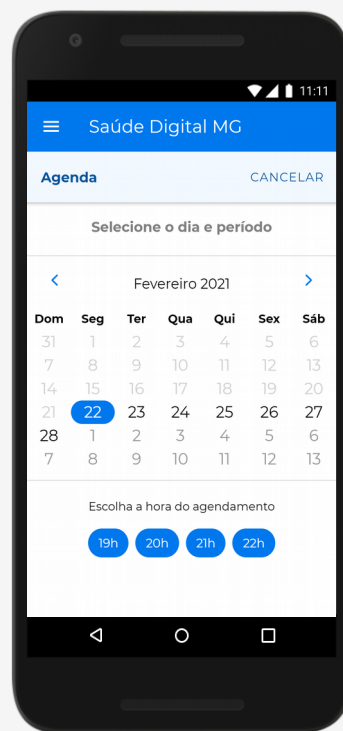 11:11
Saúde Digital MG
Agenda CANCELAR
Selecione o dia e período
Fevereiro 2021
Dom Seg Ter Qua Qui Sex Sáb
31 1 2 3 4 5 6
7 8 9 10 11 12 13
14 15 16 17 18 19 20
21 22 23 24 25 26 27
28 1 2 3 4 5 6
7 8 9 10 11 12 13
Escolha a hora do agendamento
19h 20h 21h 22h